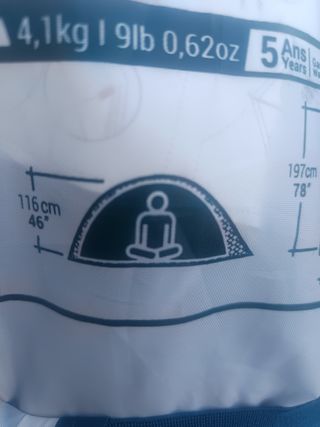 4,1kg | 9lb 0,62oz
5 Ans
Years
116cm
46"
197cm
78"